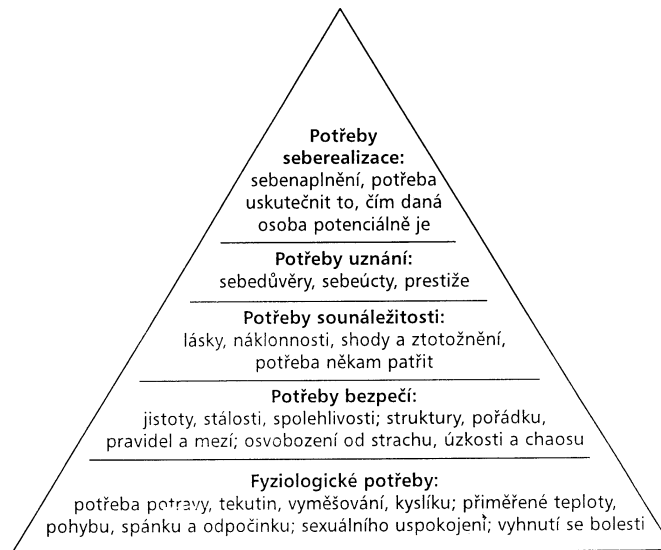 Potřeby
seberealizace:
sebenaplnění, potřeba
uskutečnit to, čím daná
osoba potenciálně je
Potřeby uznání:
sebedůvěry, sebeúcty, prestiže
Potřeby sounáležitosti:
lásky, náklonnosti, shody a ztotožnění,
potřeba někam patřit
Potřeby bezpečí:
jistoty, stálosti, spolehlivosti; struktury, pořádku,
pravidel a mezí; osvobození od strachu, úzkosti a chaosu
Fyziologické potřeby:
potřeba potravy, tekutin, vyměšování, kyslíku; přiměřené teploty,
pohybu, spánku a odpočinku; sexuálního uspokojení; vyhnutí se bolesti